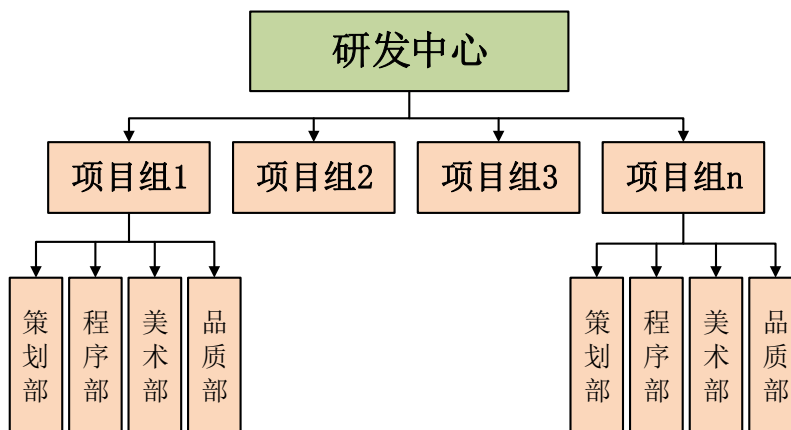 研发中心
项目组1
项目组2
项目组3
项目组n
策划部
程序部
美术部
品质部
策划部
程序部
美术部
品质部